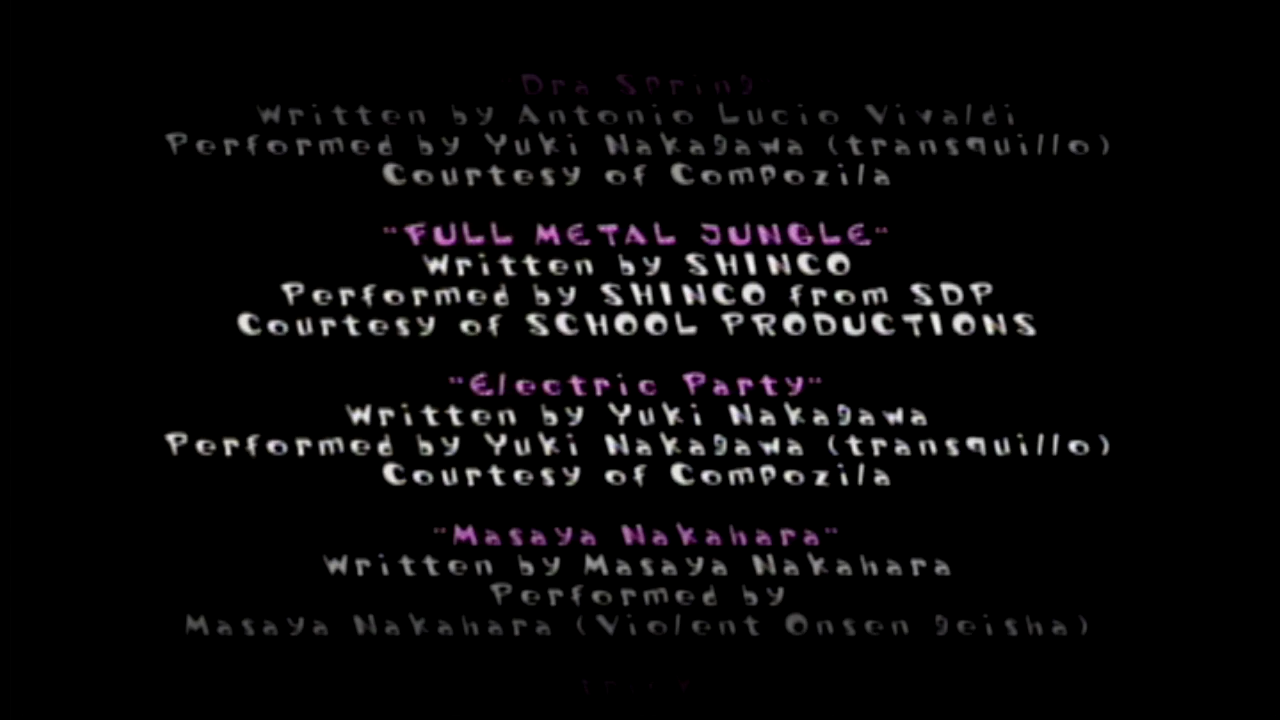 Dra Spring
Written by Antonio Lucio Vivaldi
Performed by Yuki Nakagawa (transquillo)
Courtesy of Compozila
"FULL METAL JUNGLE"
Written by SHINCO
Performed by SHINCO from SDP
Courtesy of SCHOOL PRODUCTIONS
"Electric Party"
Written by Yuki Nakagawa
Performed by Yuki Nakagawa (transquillo)
Courtesy of Compozila
"Masaya Nakahara"
Written by Masaya Nakahara
Performed by
Masaya Nakahara (Violent Onsen geisha)